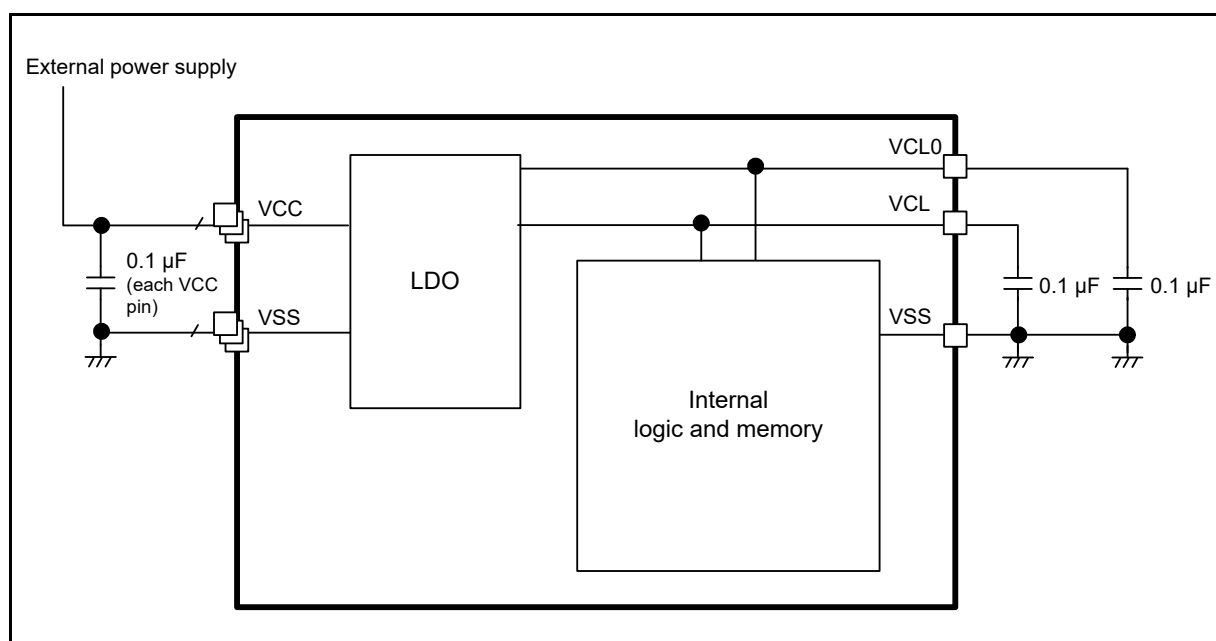 External power supply
VCL0
VCC
VCL
0.1 µF
(each VCC
pin)
LDO
0.1 µF
0.1 µF
VSS
VSS
Internal
logic and memory